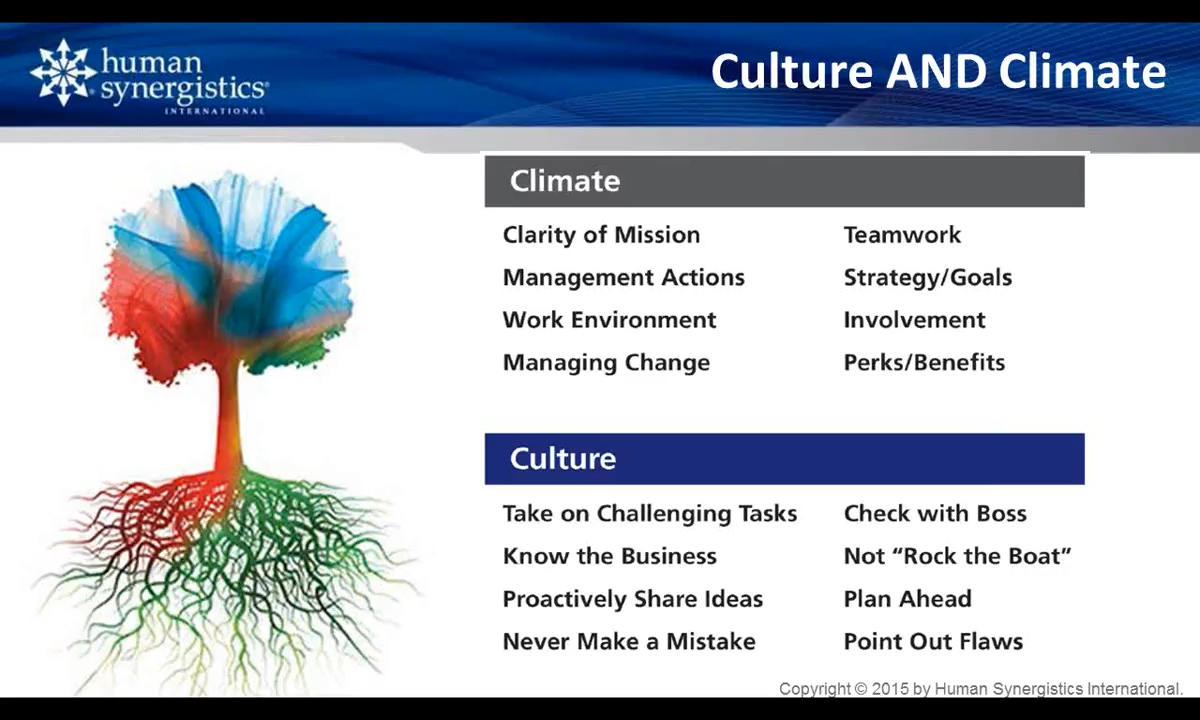 human
synergistics®
INTERNATIONAL
Culture AND Climate
Climate
Clarity of Mission
Teamwork
Management Actions
Strategy/Goals
Work Environment
Involvement
Managing Change
Perks/Benefits
Culture
Take on Challenging Tasks
Check with Boss
Know the Business
Not “Rock the Boat”
Proactively Share Ideas
Plan Ahead
Never Make a Mistake
Point Out Flaws
Copyright © 2015 by Human Synergistics International.